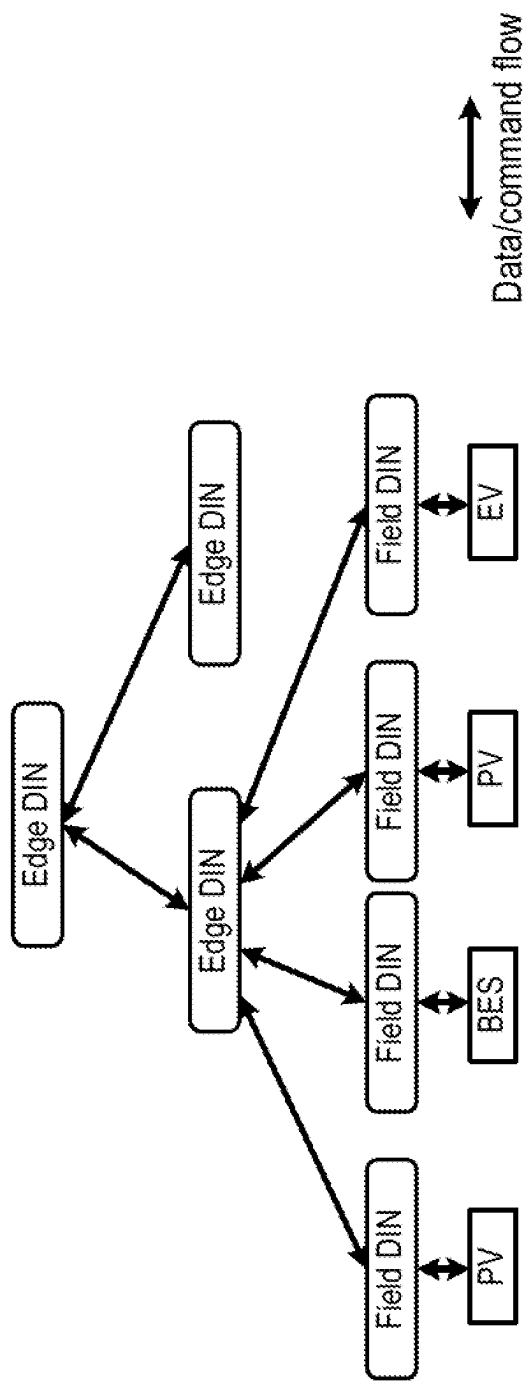 Edge DIN
Edge DIN
Edge DIN
Field DIN
Field DIN
Field DIN
Field DIN
PV
BES
PV
EV
Data/command flow